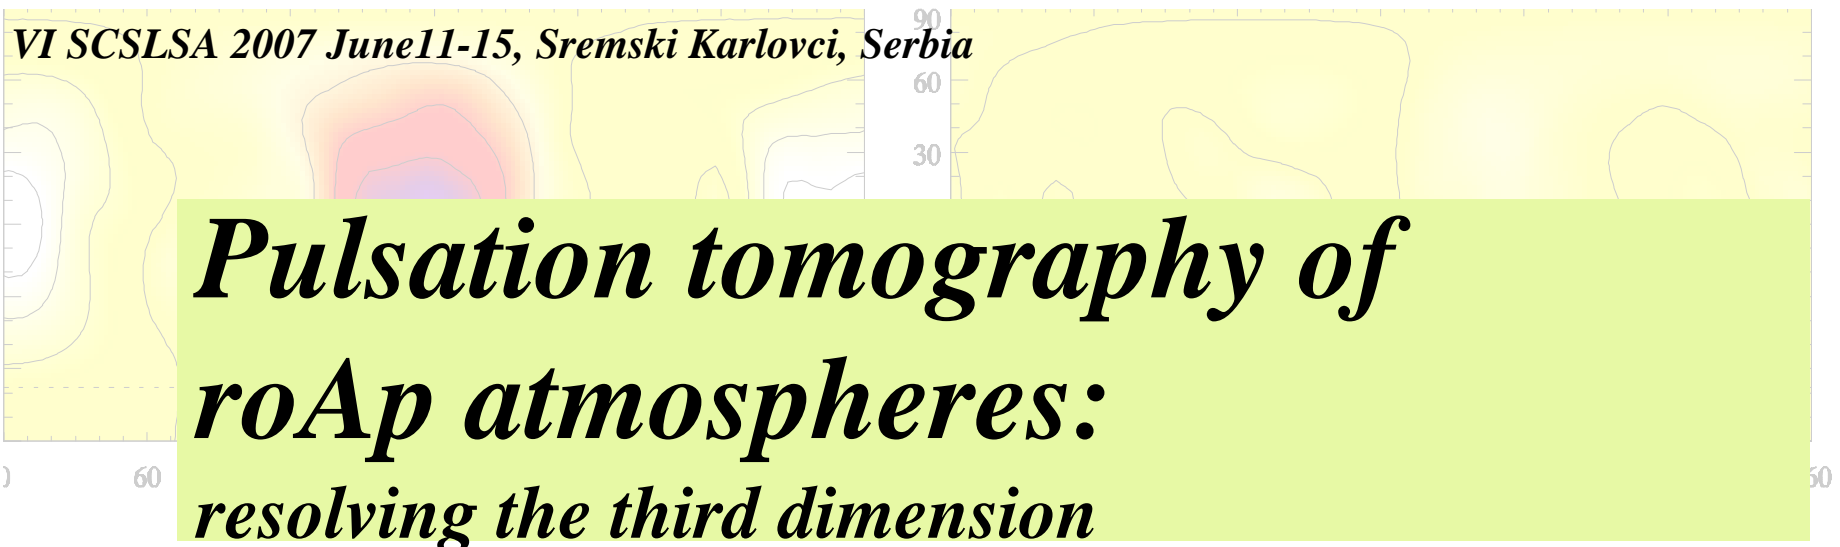 VI SCSLSA 2007 June11-15, Sremski Karlovci, Serbia
90
60
30
Pulsation tomography of
roAp atmospheres:
60
resolving the third dimension